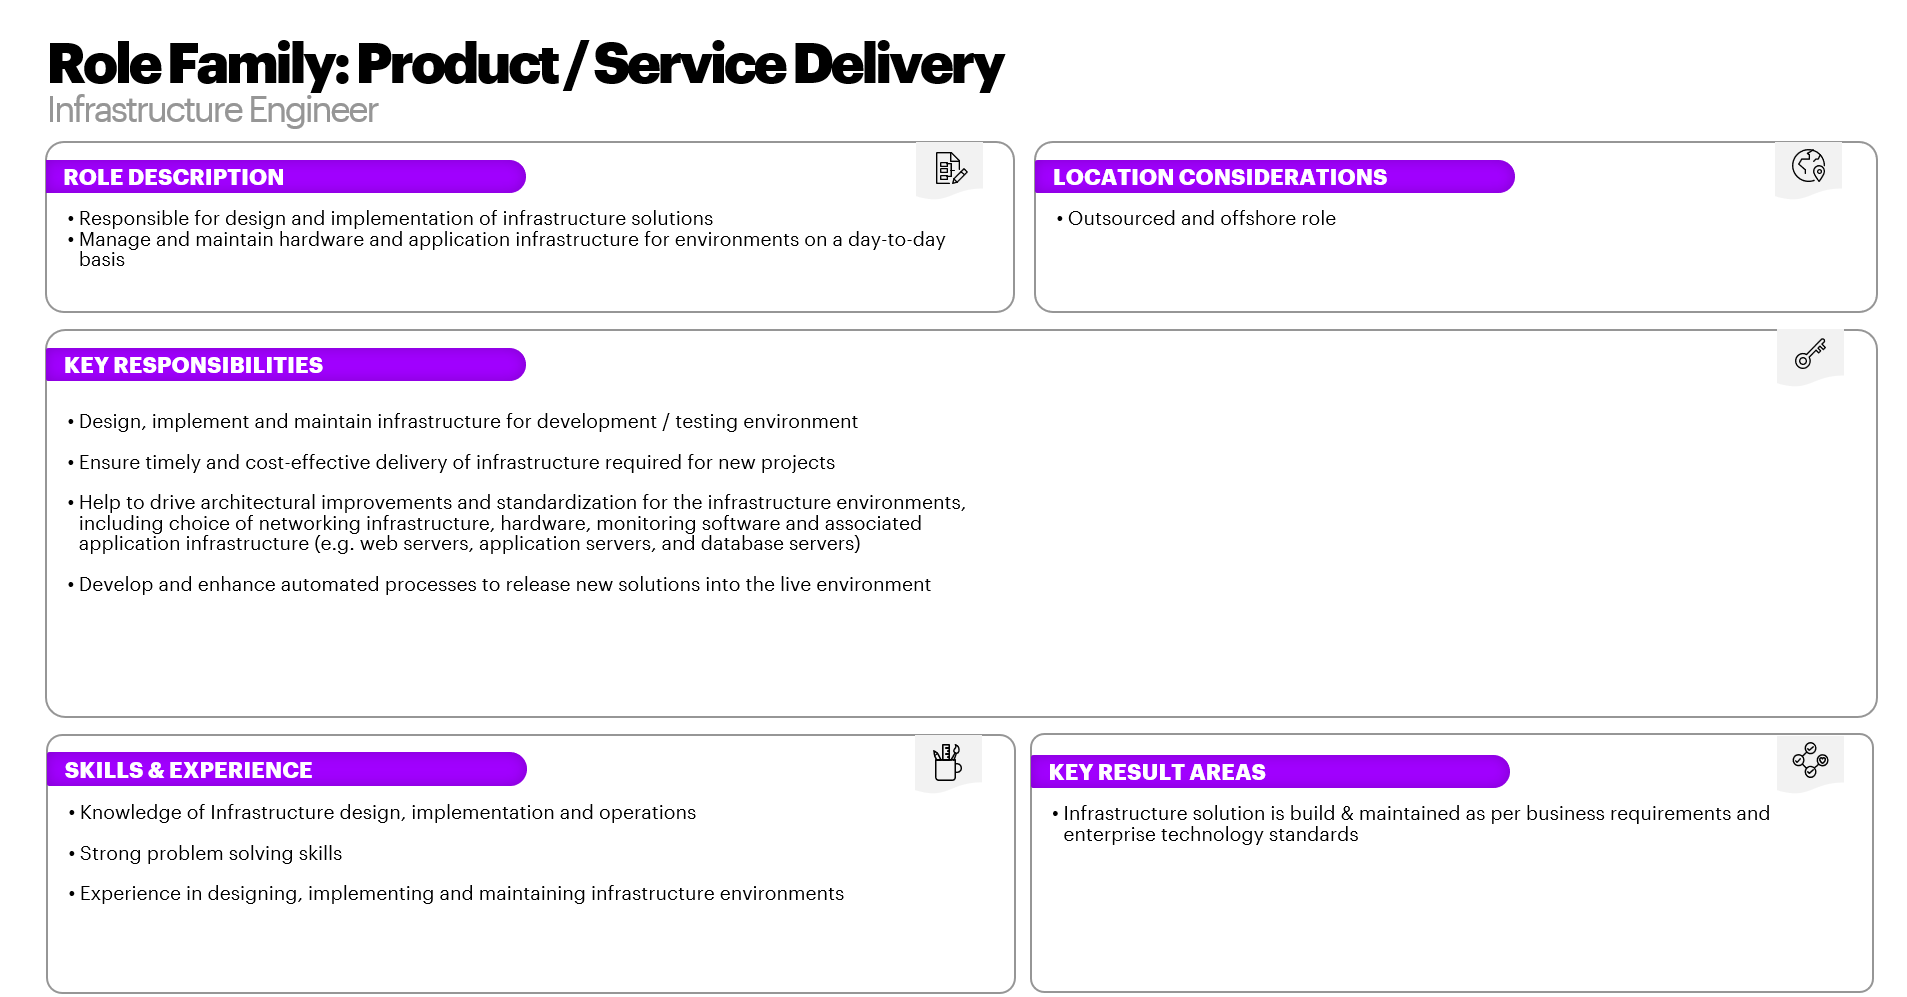 Role Family: Product / Service Delivery
Infrastructure Engineer
ROLE DESCRIPTION
• Responsible for design and implementation of infrastructure solutions
• Manage and maintain hardware and application infrastructure for environments on a day-to-day
basis
LOCATION CONSIDERATIONS
• Outsourced and offshore role
KEY RESPONSIBILITIES
• Design, implement and maintain infrastructure for development / testing environment
• Ensure timely and cost-effective delivery of infrastructure required for new projects
• Help to drive architectural improvements and standardization for the infrastructure environments,
including choice of networking infrastructure, hardware, monitoring software and associated
application infrastructure (e.g. web servers, application servers, and database servers)
• Develop and enhance automated processes to release new solutions into the live environment
SKILLS & EXPERIENCE
• Knowledge of Infrastructure design, implementation and operations
• Strong problem solving skills
• Experience in designing, implementing and maintaining infrastructure environments
KEY RESULT AREAS
• Infrastructure solution is build & maintained as per business requirements and
enterprise technology standards